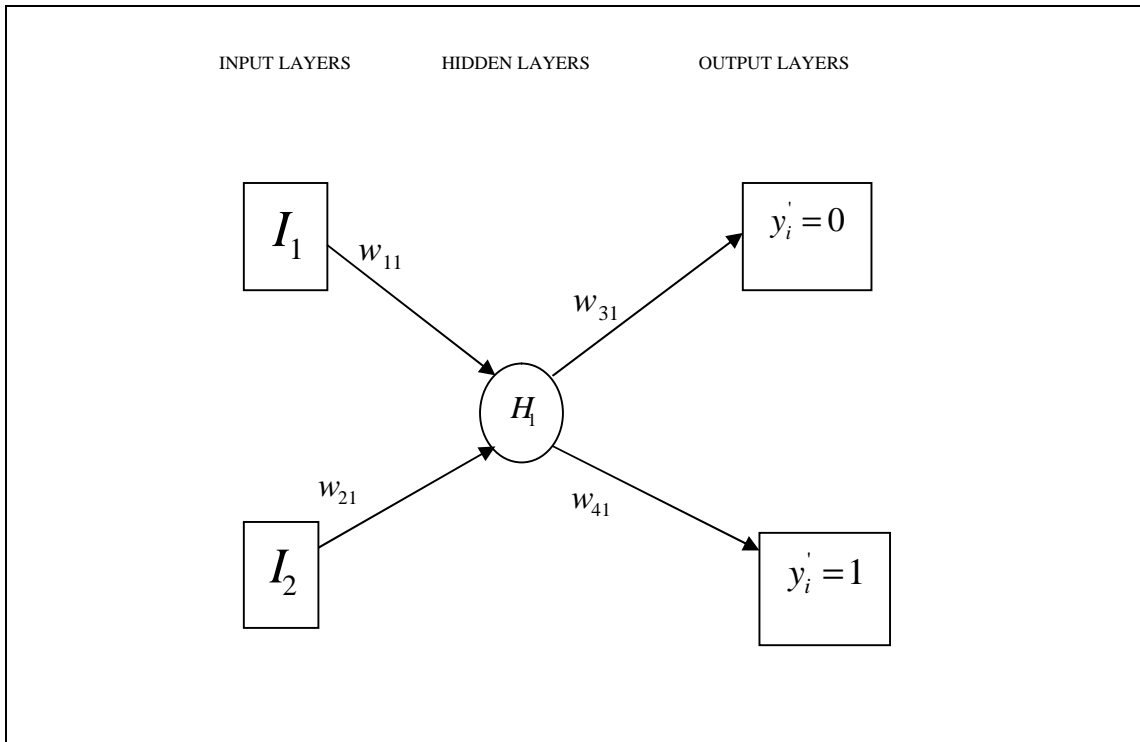 INPUT LAYERS HIDDEN LAYERS OUTPUT LAYERS
I₁
w₁₁
y'ᵢ = 0
w₃₁
H₁
w₂₁
w₄₁
I₂
y'ᵢ = 1